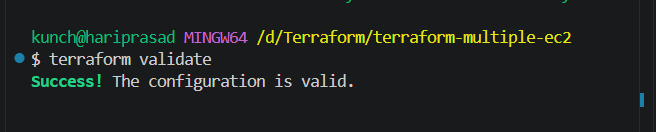 kunch@hariprasad MINGW64 /d/Terraform/terraform-multiple-ec2
$ terraform validate
Success! The configuration is valid.